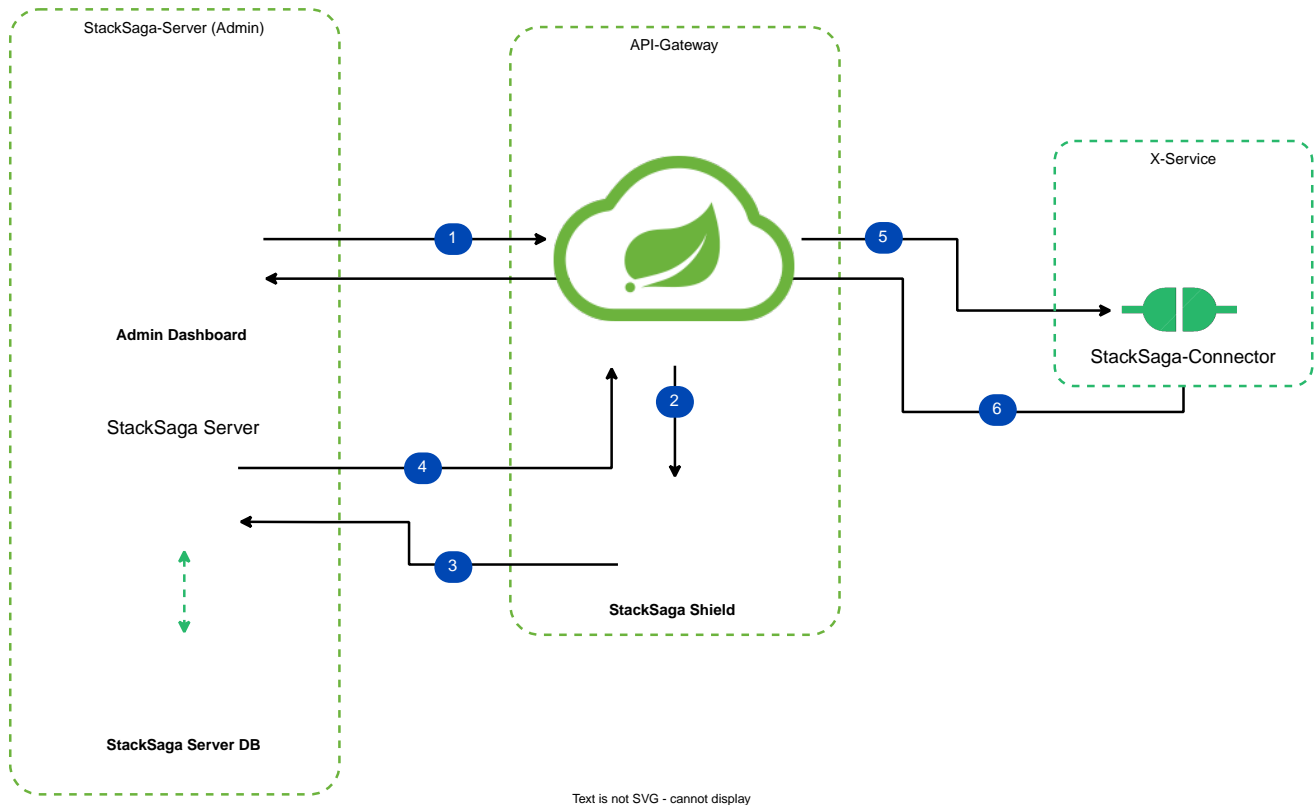 StackSaga-Server (Admin)
API-Gateway
X-Service
1
5
Admin Dashboard
StackSaga-Connector
2
6
StackSaga Server
4
3
StackSaga Shield
StackSaga Server DB
Text is not SVG - cannot display